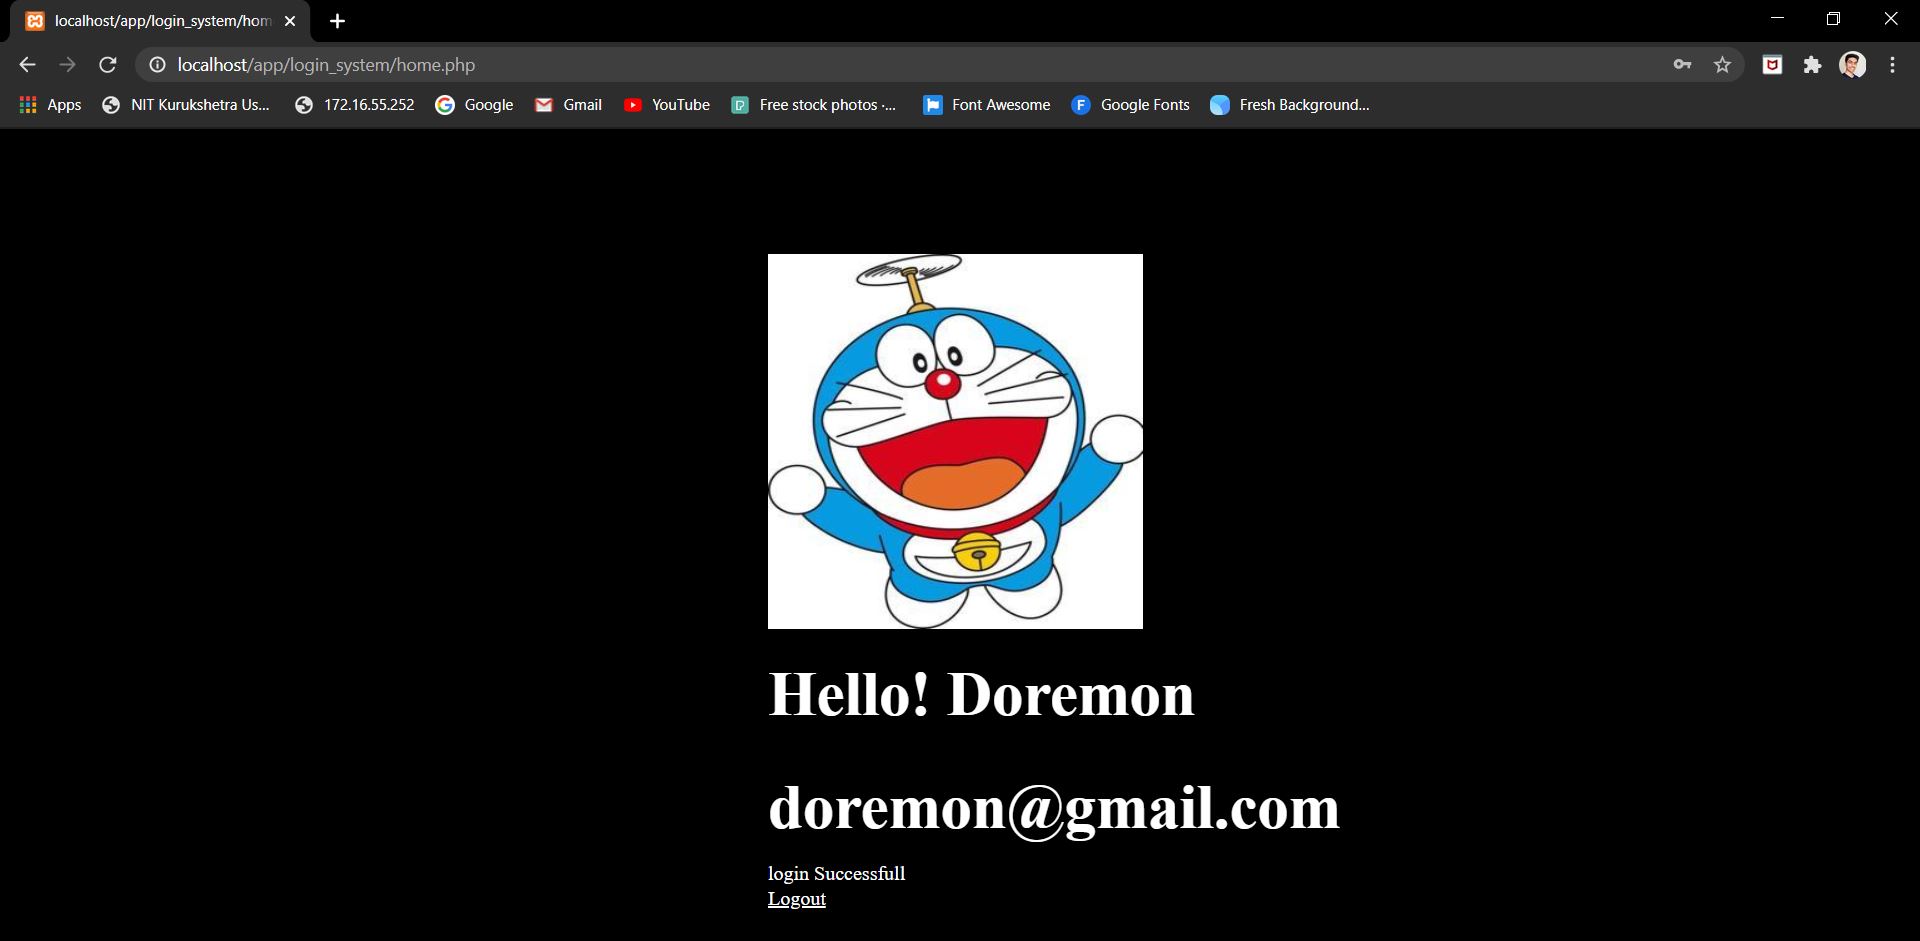 localhost/app/login_system/hom
localhost/app/login_system/home.php
Apps NIT Kurukshetra Us... 172.16.55.252 Google Gmail YouTube Free stock photos ·... Font Awesome Google Fonts Fresh Background...
Hello! Doremon
doremon@gmail.com
login Successfull
Logout